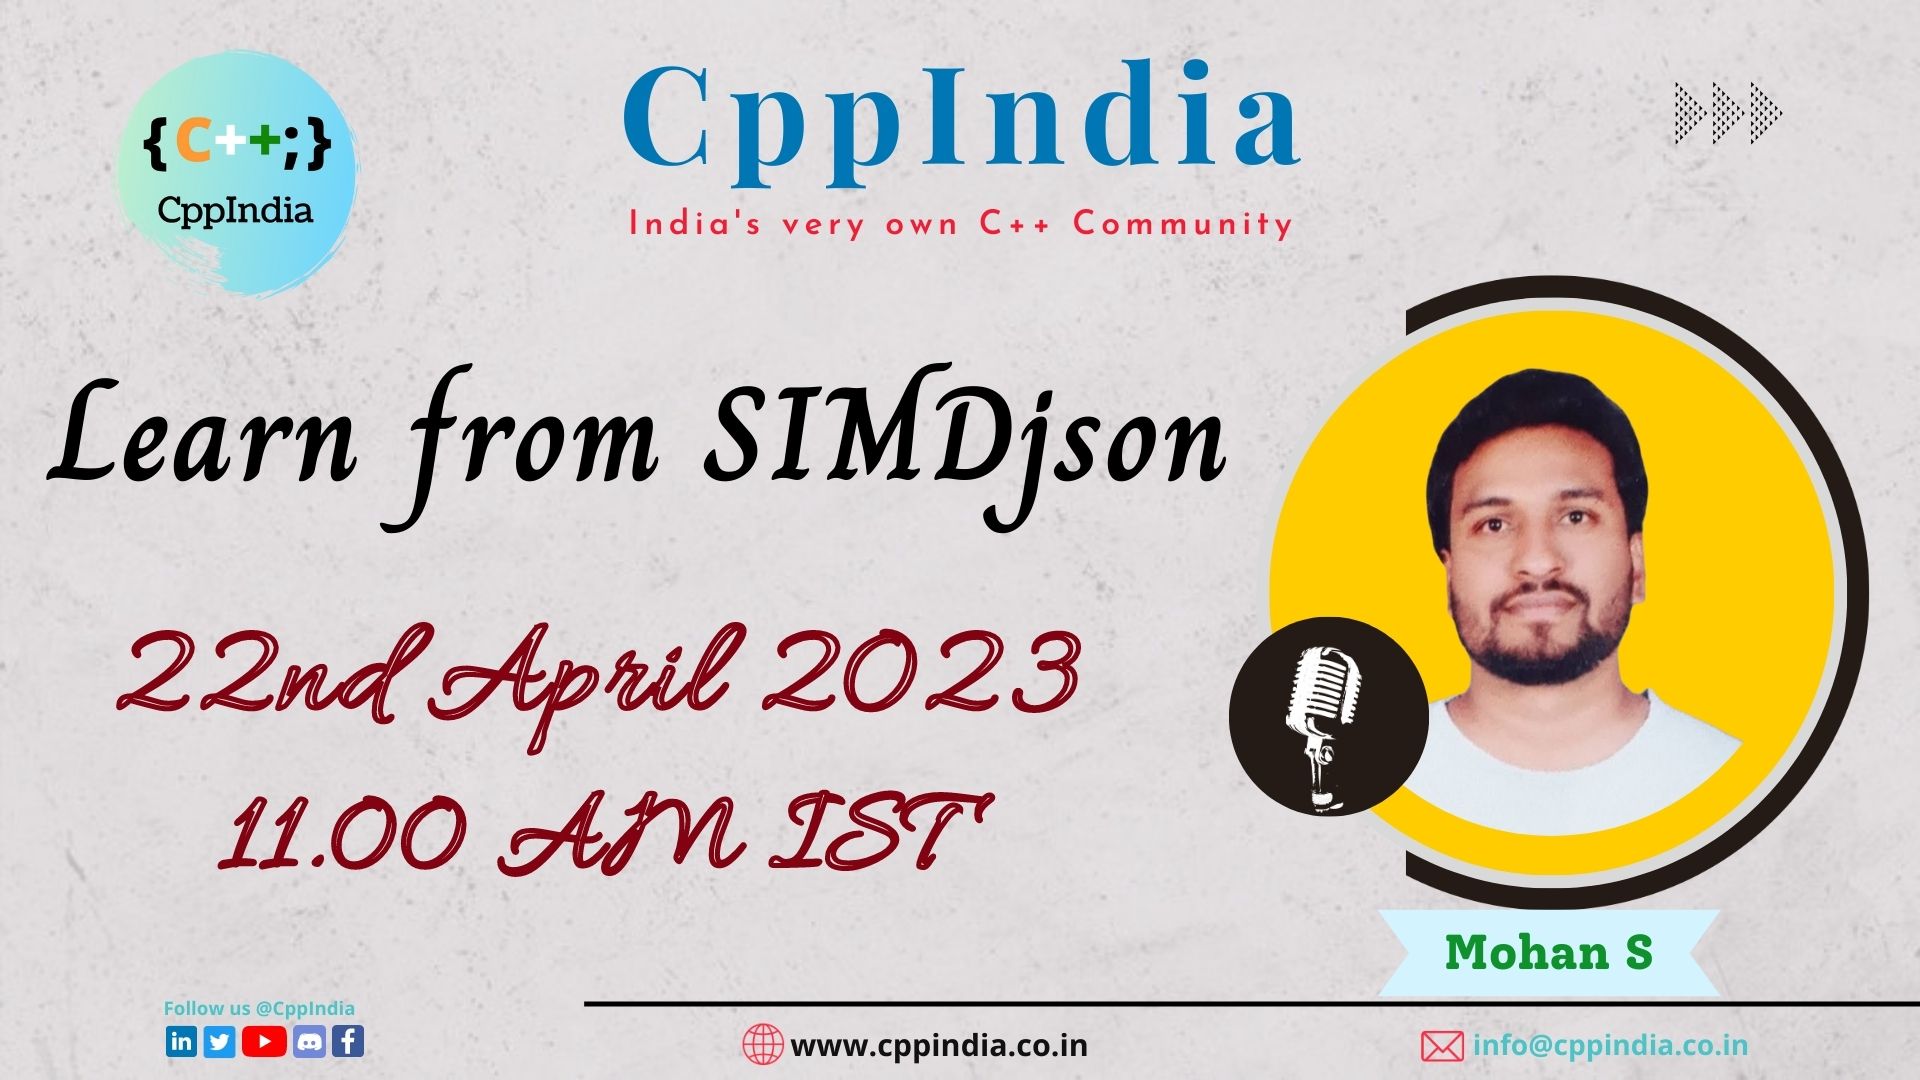 {C++;}
CppIndia
CppIndia
India's very own C++ Community
Learn from SIMDjson
22nd April 2023
11.00 AM IST
Mohan S
Follow us @CppIndia
in
f
www.cppindia.co.in
info@cppindia.co.in